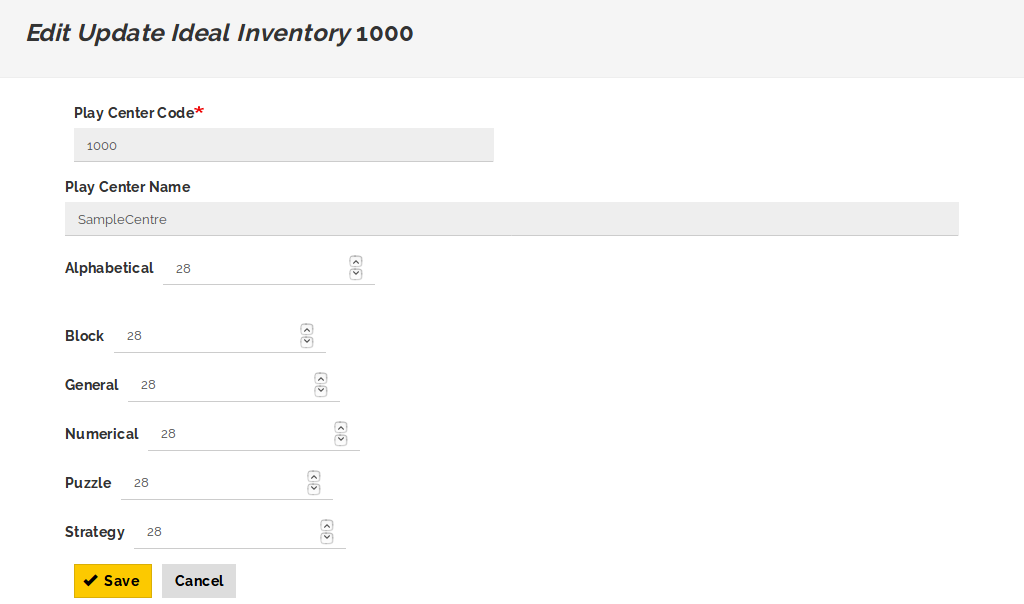 Edit Update Ideal Inventory 1000
Play Center Code*
1000
Play Center Name
SampleCentre
Alphabetical 28
Block 28
General 28
Numerical 28
Puzzle 28
Strategy 28
Save Cancel